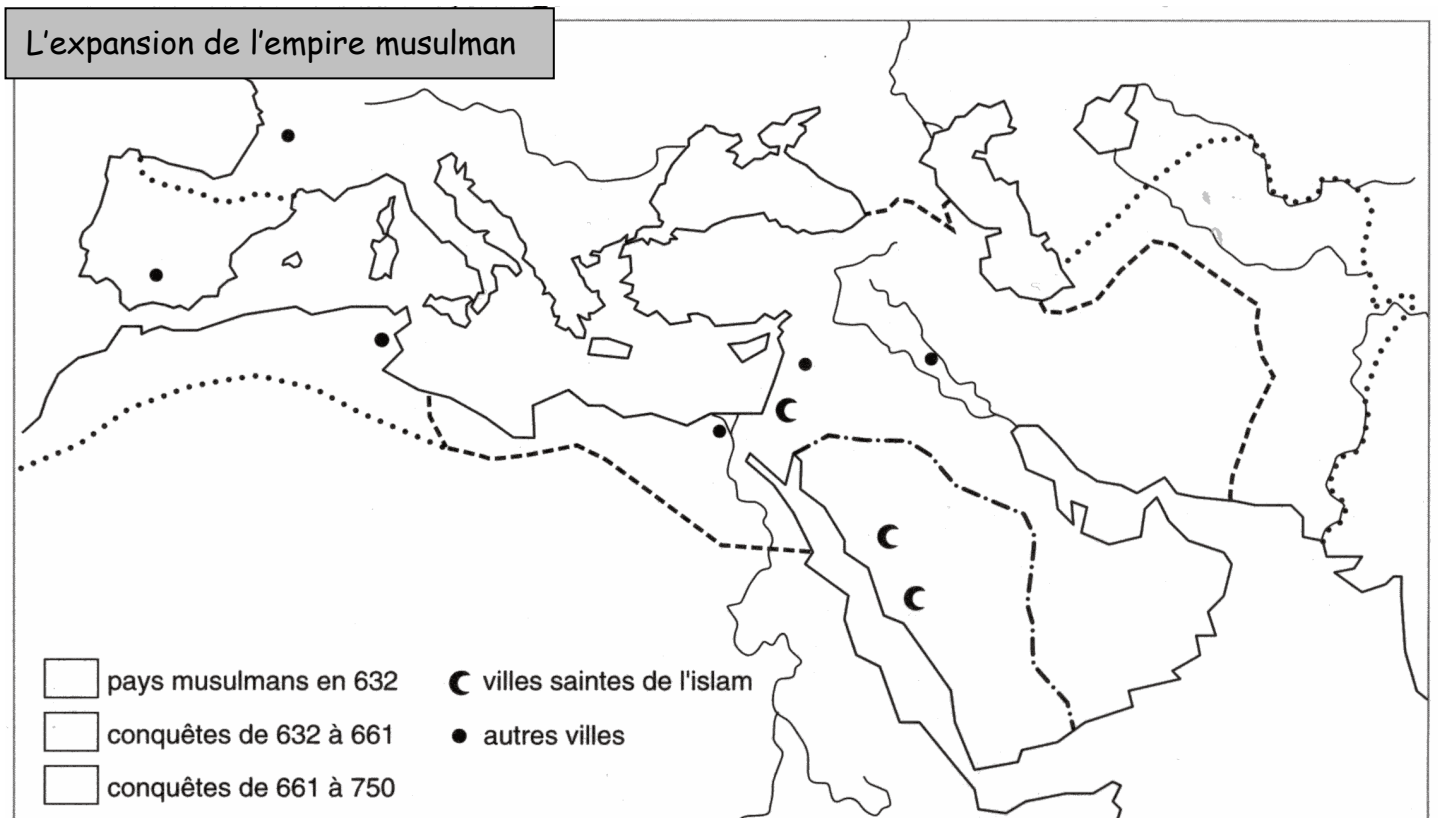 L'expansion de l'empire musulman
pays musulmans en 632
conquêtes de 632 à 661
conquêtes de 661 à 750
villes saintes de l'islam
autres villes